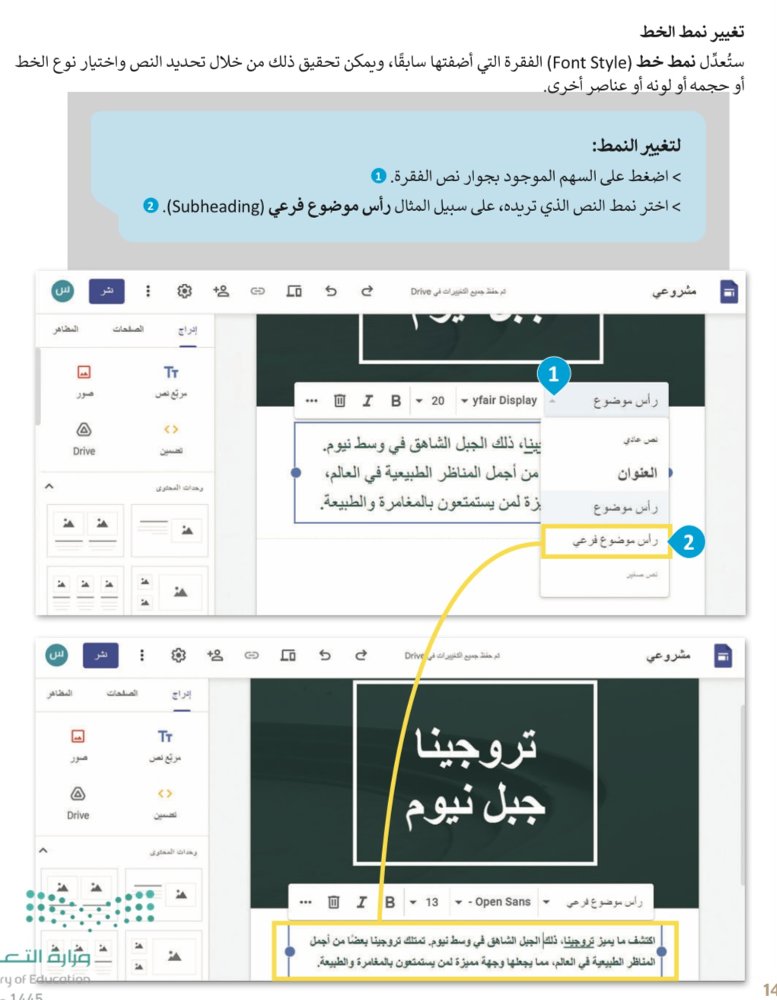 تغيير نمط الخط
ستُعدِّل نمط خط (Font Style) الفقرة التي أضفتها سابقًا، ويمكن تحقيق ذلك من خلال تحديد النص واختيار نوع الخط
أو حجمه أو لونه أو عناصر أخرى.
لتغيير النمط:
> اضغط على السهم الموجود بجوار نص الفقرة. 1
> اختر نمط النص الذي تريده، على سبيل المثال رأس موضوع فرعي (Subheading). 2
مشروعي
تم حفظ جميع التغييرات في Drive
نشر
س
إدراج الصفحات المظاهر
مربّع نص صور
تضمين Drive
وحدات المحتوى
جبل نيوم
1
رأس موضوع yfair Display 20 B I
نص عادي
العنوان
رأس موضوع
رأس موضوع فرعي
2
نص صغير
ينا، ذلك الجبل الشاهق في وسط نيوم.
من أجمل المناظر الطبيعية في العالم،
زة لمن يستمتعون بالمغامرة والطبيعة.
مشروعي
تم حفظ جميع التغييرات في Drive
نشر
س
إدراج الصفحات المظاهر
مربّع نص صور
تضمين Drive
وحدات المحتوى
تروجينا
جبل نيوم
رأس موضوع فرعي Open Sans - 13 B I
اكتشف ما يميز تروجينا، ذلك الجبل الشاهق في وسط نيوم. تمتلك تروجينا بعضًا من أجمل
المناظر الطبيعية في العالم، مما يجعلها وجهة مميزة لمن يستمتعون بالمغامرة والطبيعة.
وزارة التعـ
ry of Education
- 1445
14